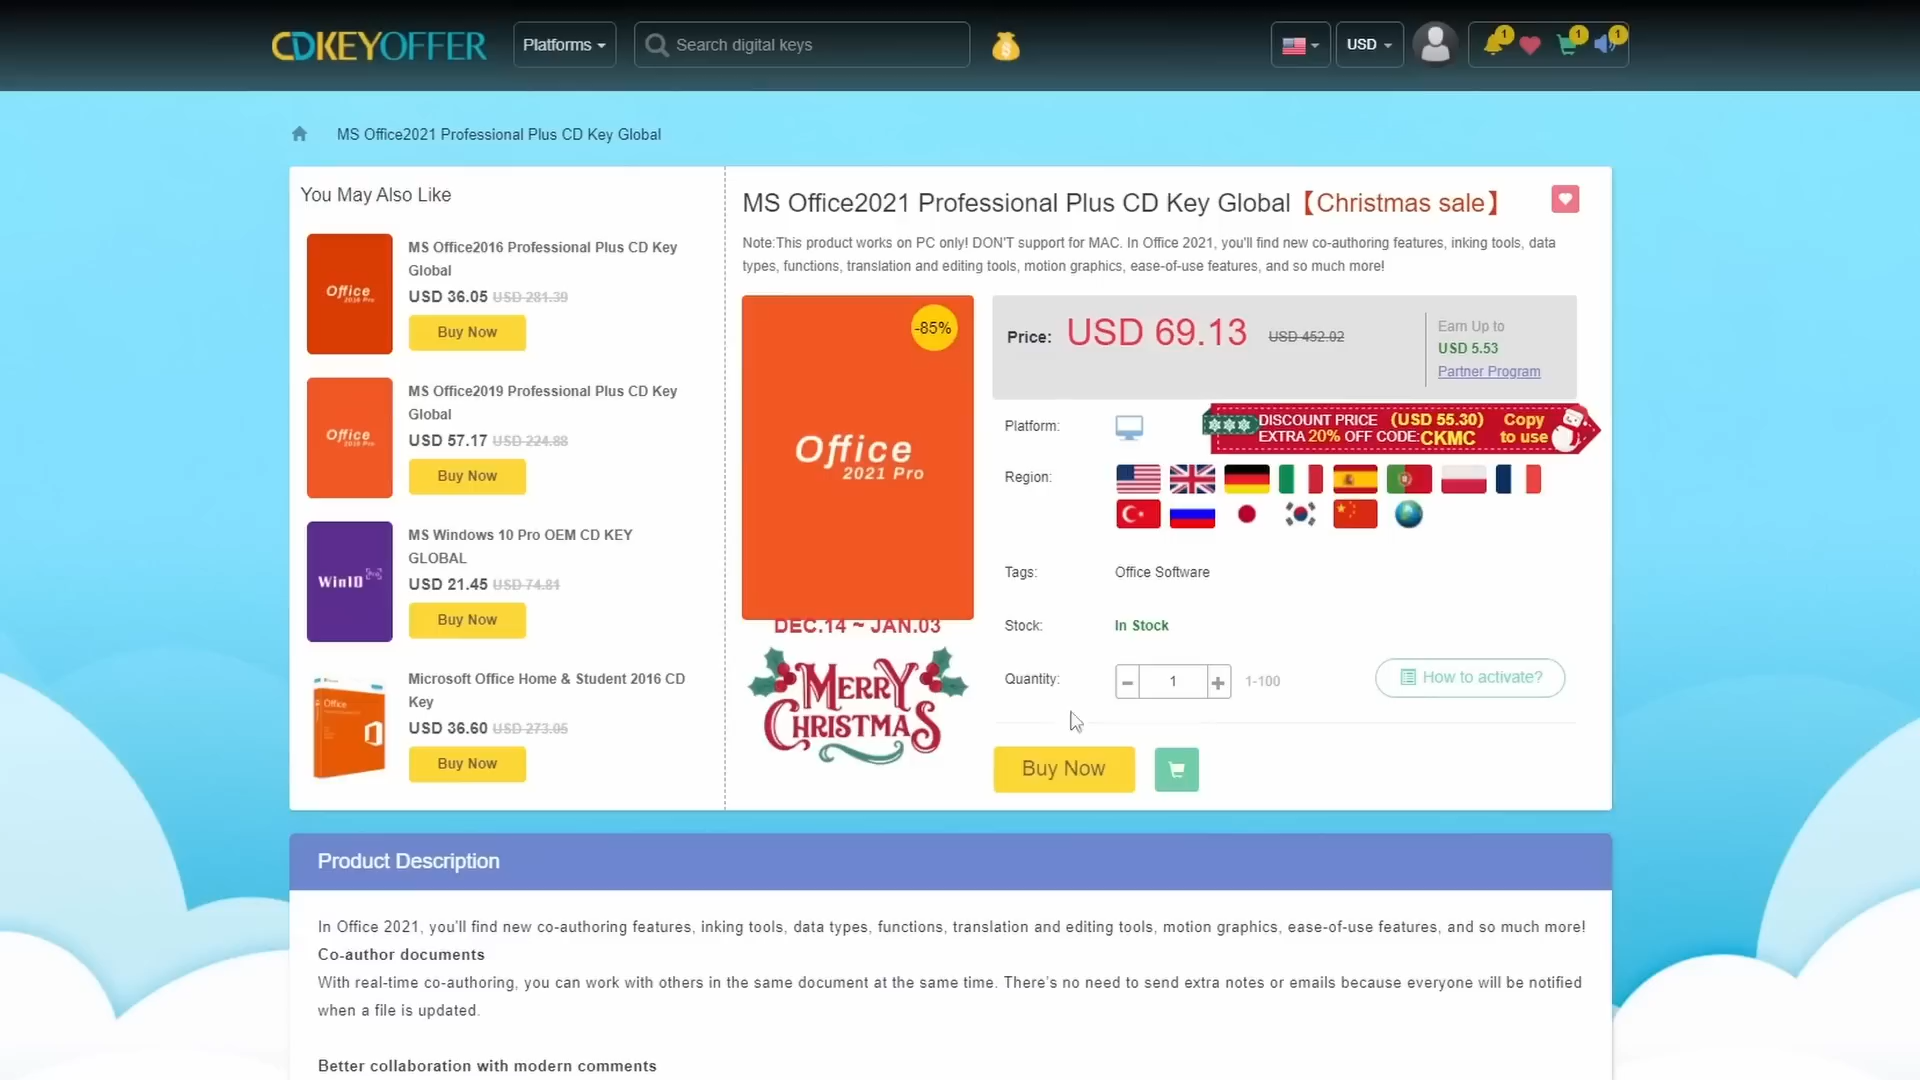 CDKEYOFFER
Platforms
Search digital keys
USD
1
1
1
MS Office2021 Professional Plus CD Key Global
You May Also Like
Office
2016 Pro
MS Office2016 Professional Plus CD Key
Global
USD 36.05 USD 281.39
Buy Now
Office
2019 Pro
MS Office2019 Professional Plus CD Key
Global
USD 57.17 USD 224.88
Buy Now
Win10 Pro
MS Windows 10 Pro OEM CD KEY
GLOBAL
USD 21.45 USD 74.81
Buy Now
Office
Microsoft Office Home & Student 2016 CD
Key
USD 36.60 USD 273.05
Buy Now
MS Office2021 Professional Plus CD Key Global【Christmas sale】
Note:This product works on PC only! DON'T support for MAC. In Office 2021, you'll find new co-authoring features, inking tools, data
types, functions, translation and editing tools, motion graphics, ease-of-use features, and so much more!
-85%
Office
2021 Pro
DEC.14 ~ JAN.03
MERRY
CHRISTMAS
Price: USD 69.13 USD 452.02
Earn Up to
USD 5.53
Partner Program
Platform:
DISCOUNT PRICE (USD 55.30)
EXTRA 20% OFF CODE:CKMC
Copy
to use
Region:
Tags: Office Software
Stock: In Stock
Quantity: − 1 + 1-100
How to activate?
Buy Now
Product Description
In Office 2021, you’ll find new co-authoring features, inking tools, data types, functions, translation and editing tools, motion graphics, ease-of-use features, and so much more!
Co-author documents
With real-time co-authoring, you can work with others in the same document at the same time. There’s no need to send extra notes or emails because everyone will be notified
when a file is updated.
Better collaboration with modern comments